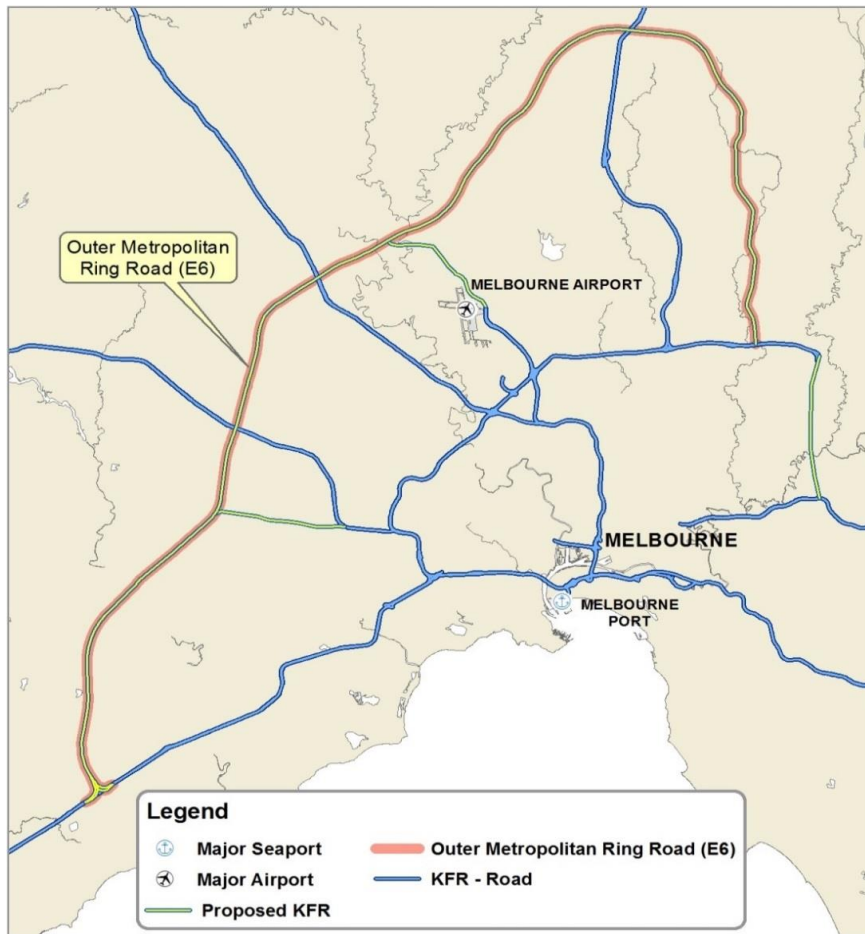 Outer Metropolitan
Ring Road (E6)
MELBOURNE AIRPORT
MELBOURNE
MELBOURNE
PORT
Legend
Major Seaport
Outer Metropolitan Ring Road (E6)
Major Airport
KFR - Road
Proposed KFR